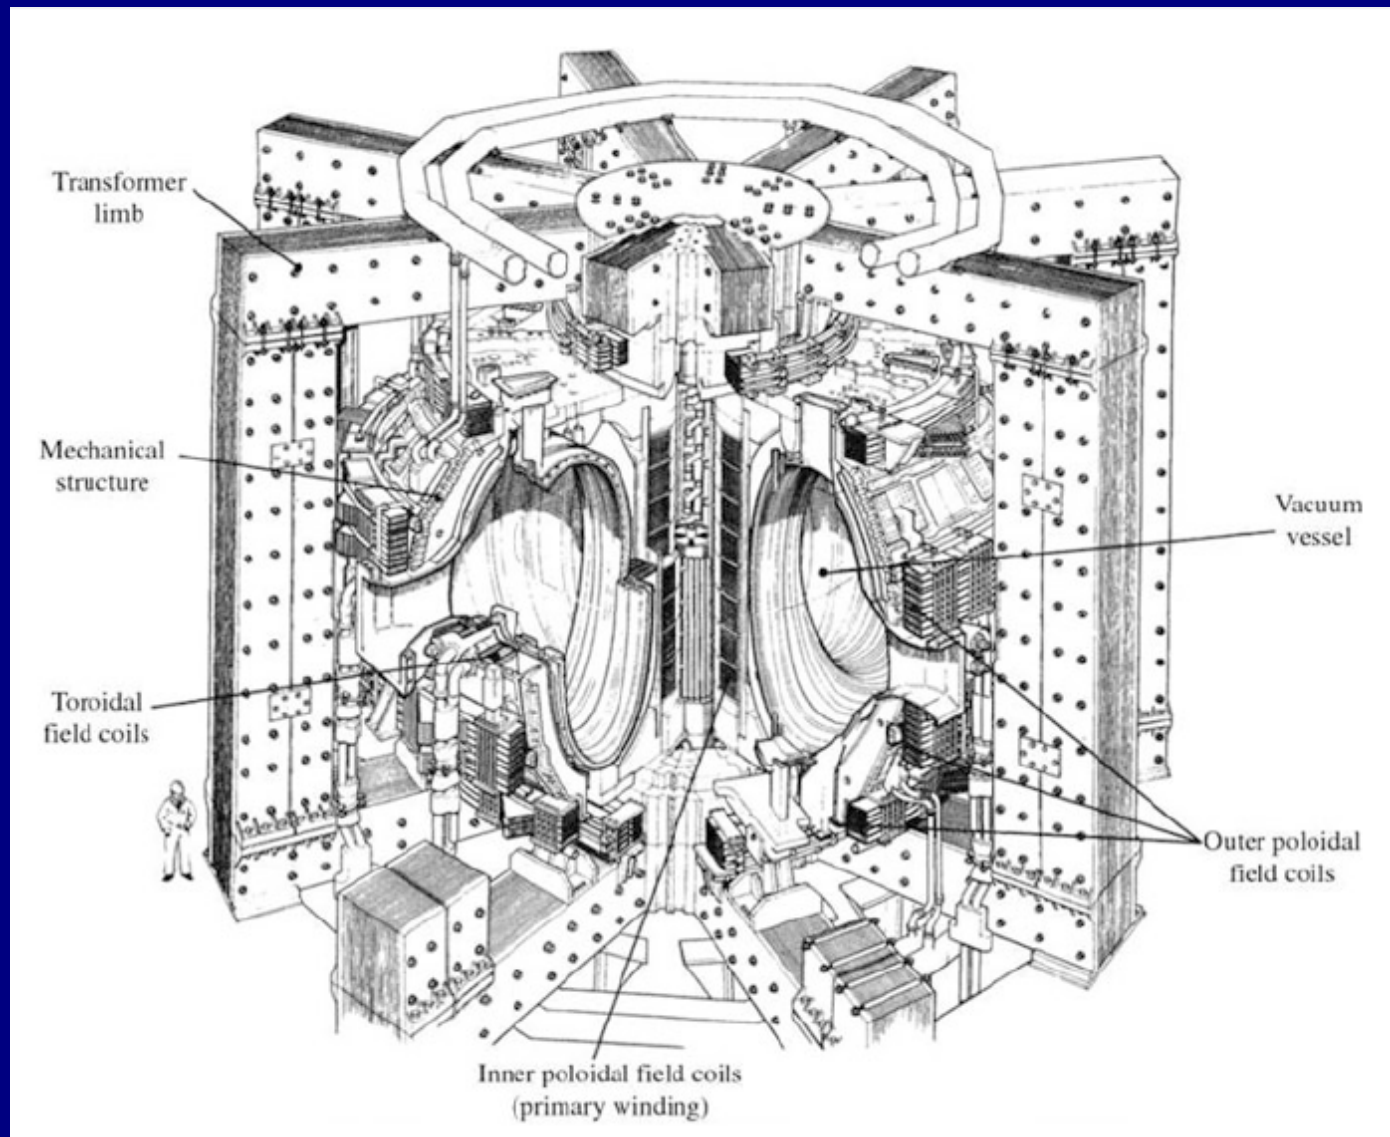 Transformer
limb
Mechanical
structure
Vacuum
vessel
Toroidal
field coils
Outer poloidal
field coils
Inner poloidal field coils
(primary winding)